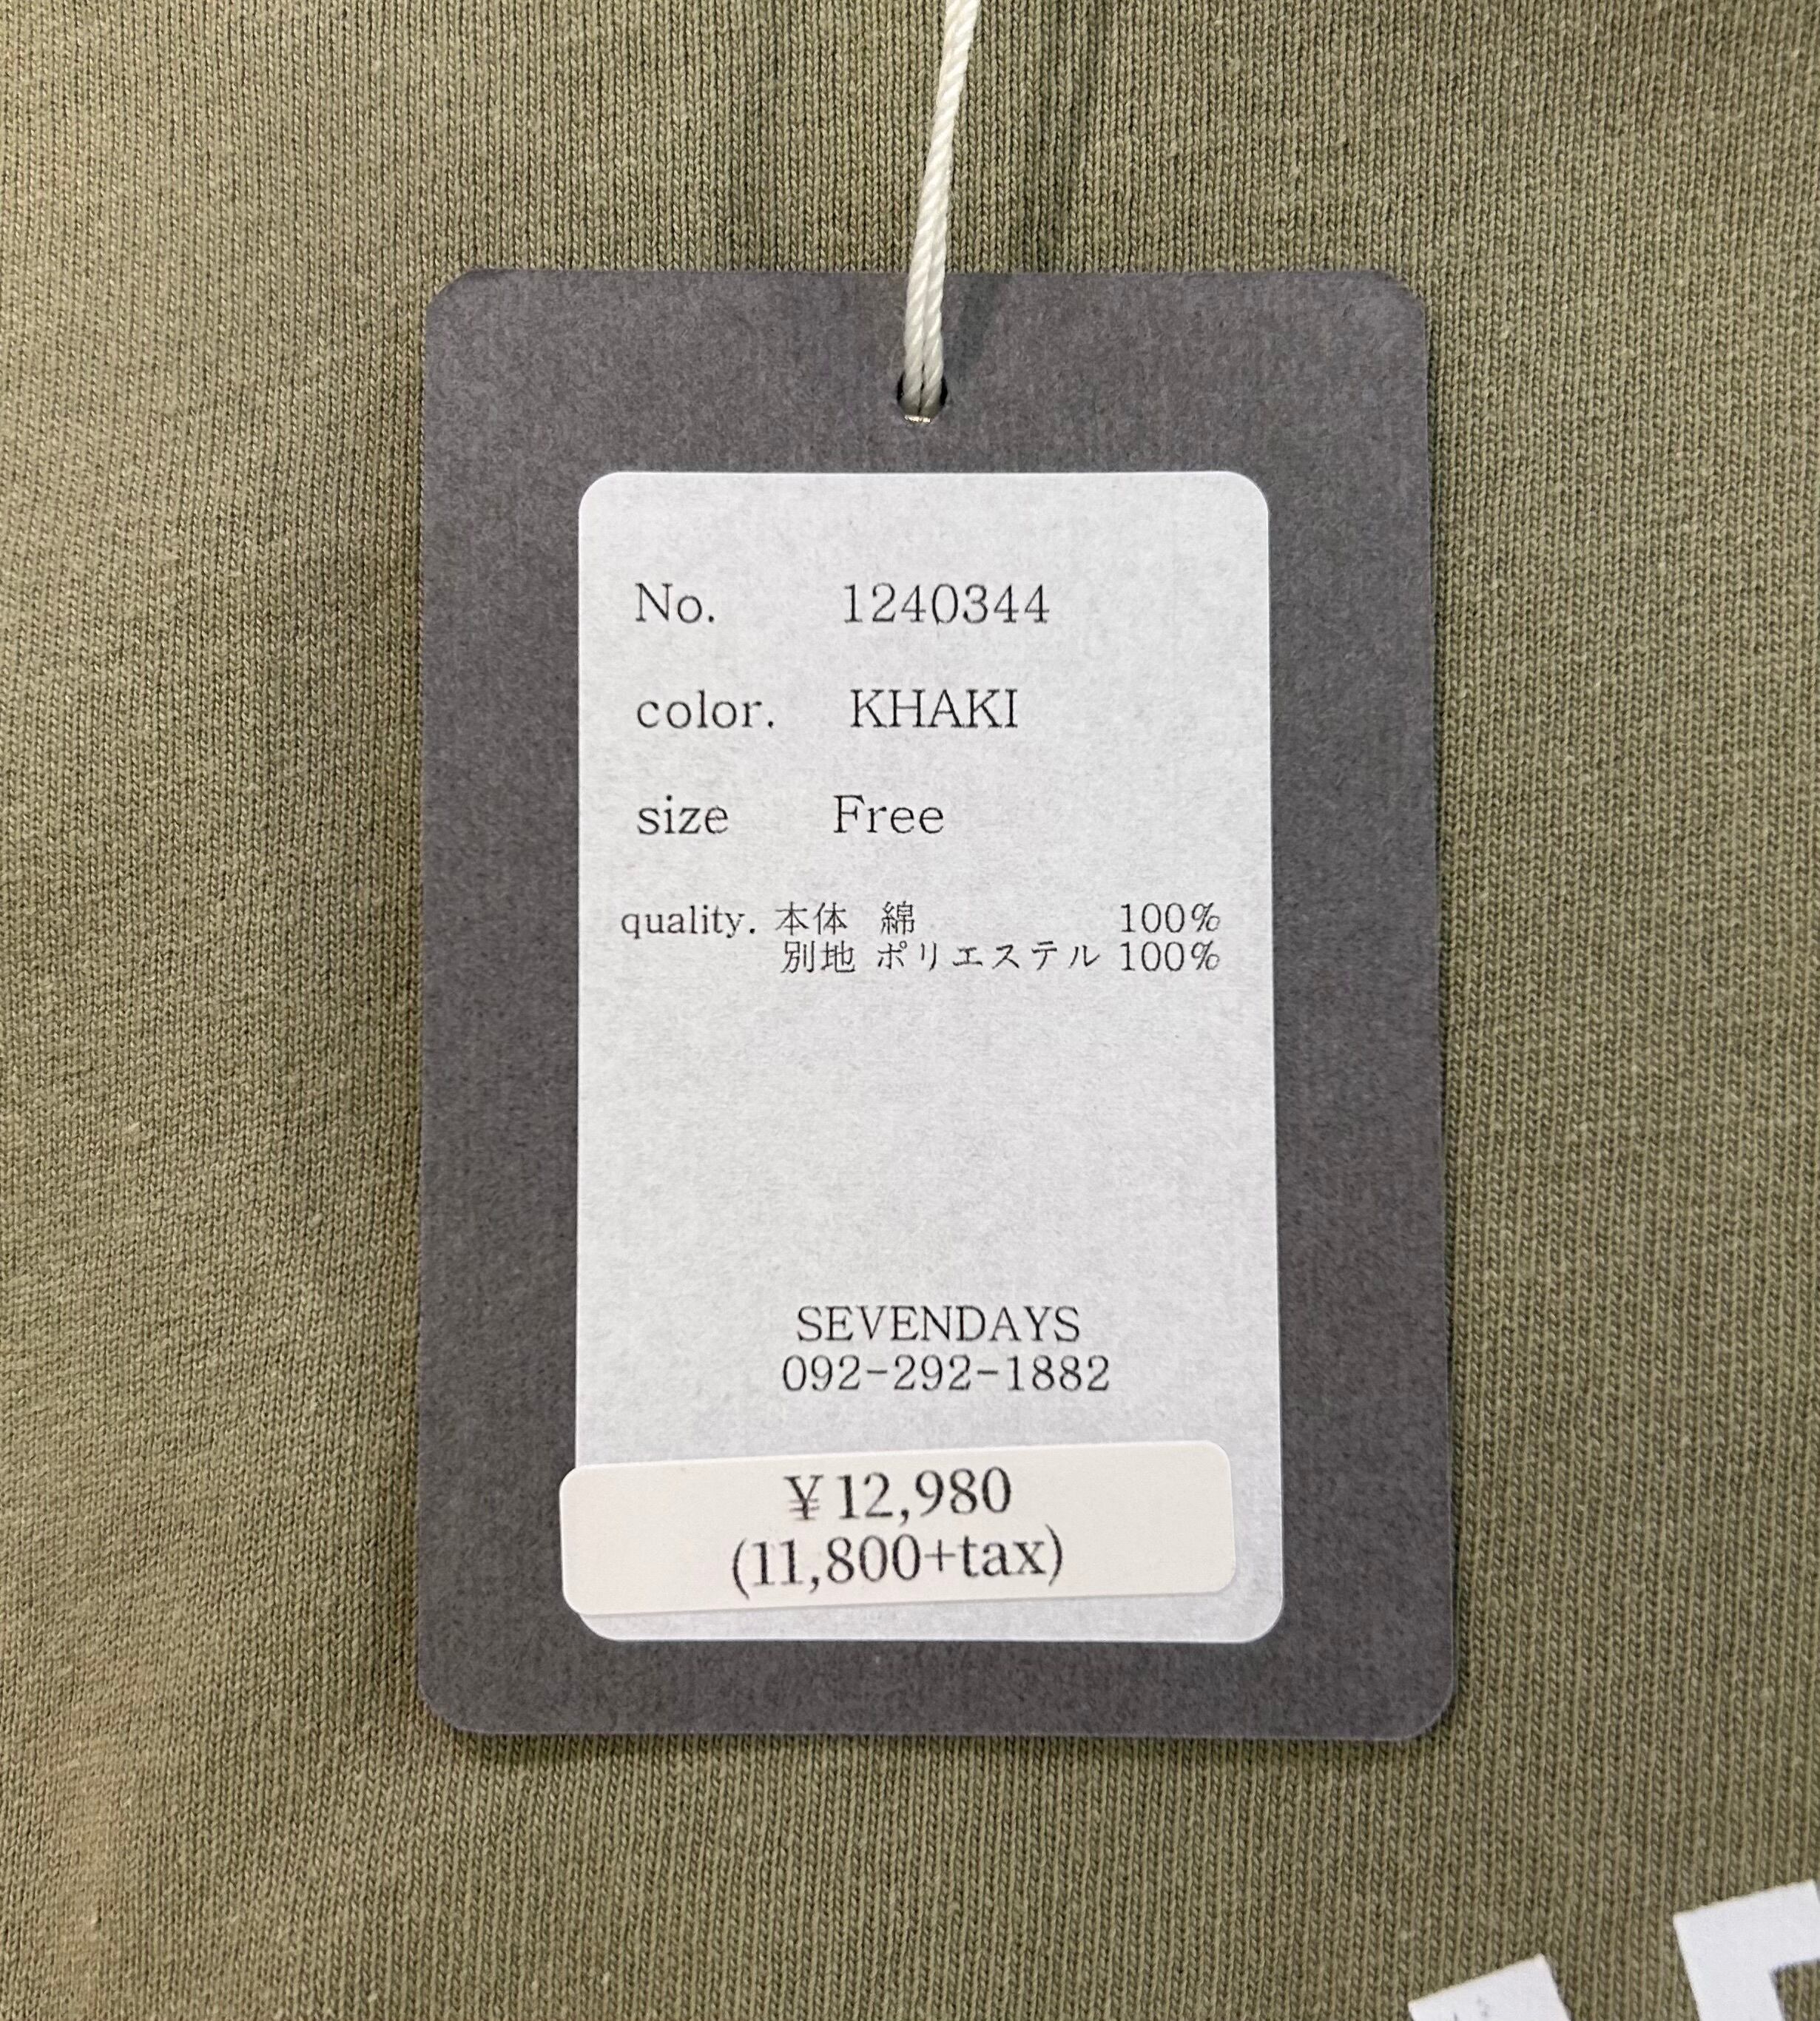 No. 1240344
color. KHAKI
size Free
quality. 本体 綿 100%
別地 ポリエステル 100%
SEVENDAYS
092-292-1882
¥12,980
(11,800+tax)